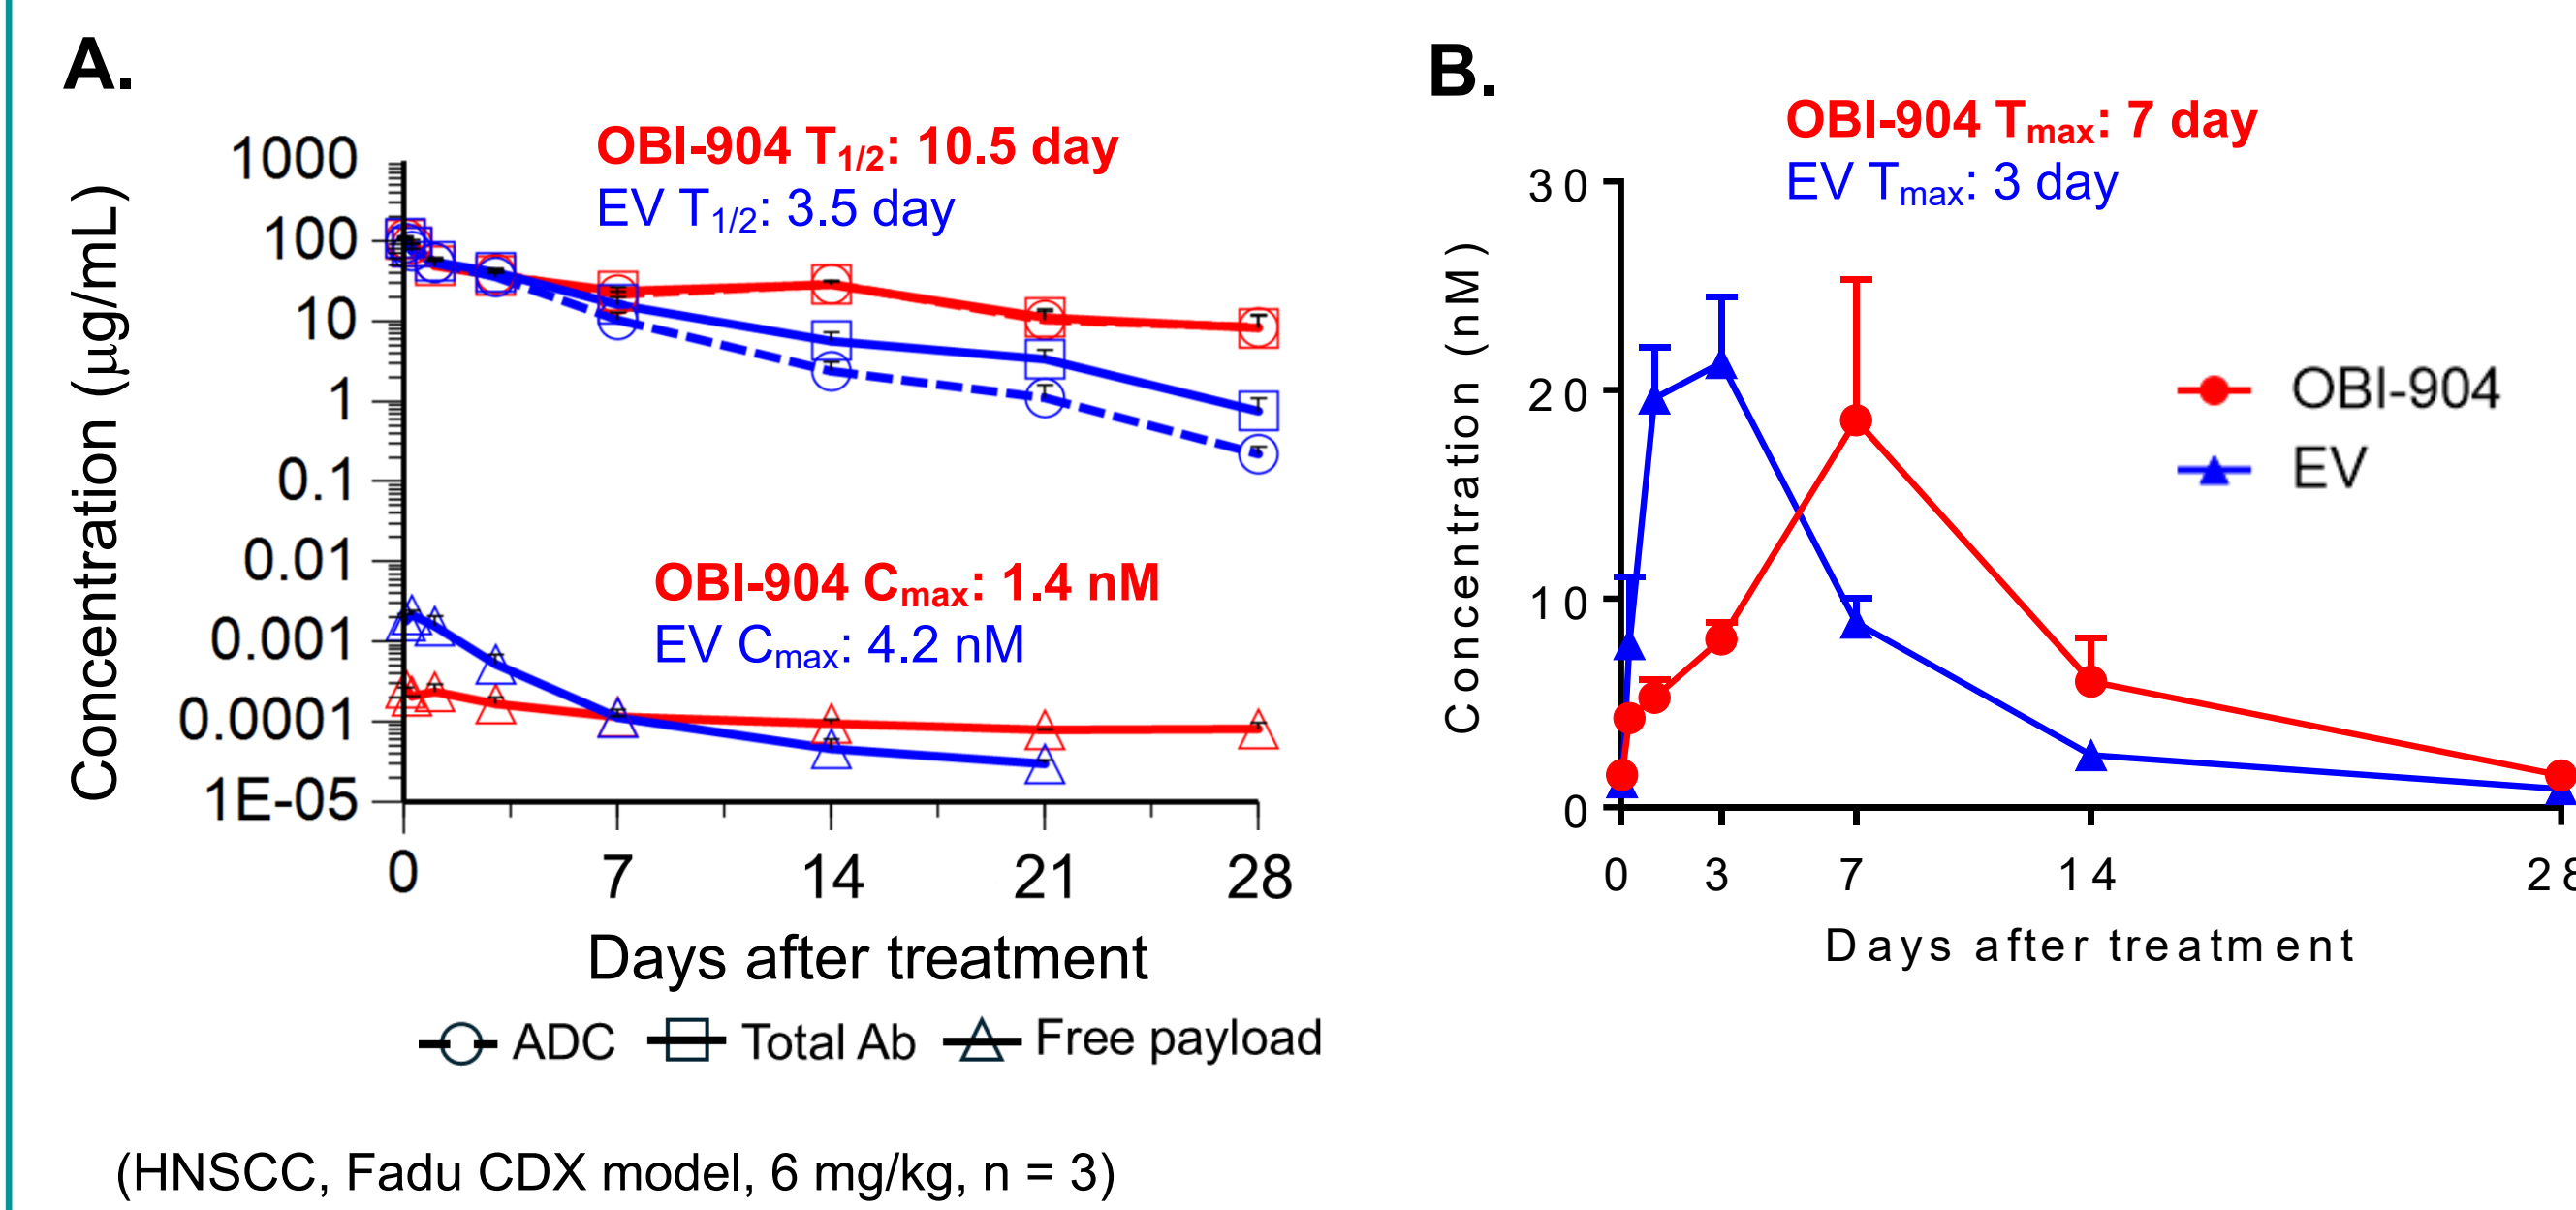 A.
OBI-904 T1/2: 10.5 day
EV T1/2: 3.5 day
Concentration (μg/mL)
1000
100
10
1
0.1
0.01
0.001
0.0001
1E-05
OBI-904 Cmax: 1.4 nM
EV Cmax: 4.2 nM
0 7 14 21 28
Days after treatment
ADC Total Ab Free payload
(HNSCC, Fadu CDX model, 6 mg/kg, n = 3)
B.
OBI-904 Tmax: 7 day
EV Tmax: 3 day
Concentration (nM)
30
20
10
0
OBI-904
EV
0 3 7 14 28
Days after treatment